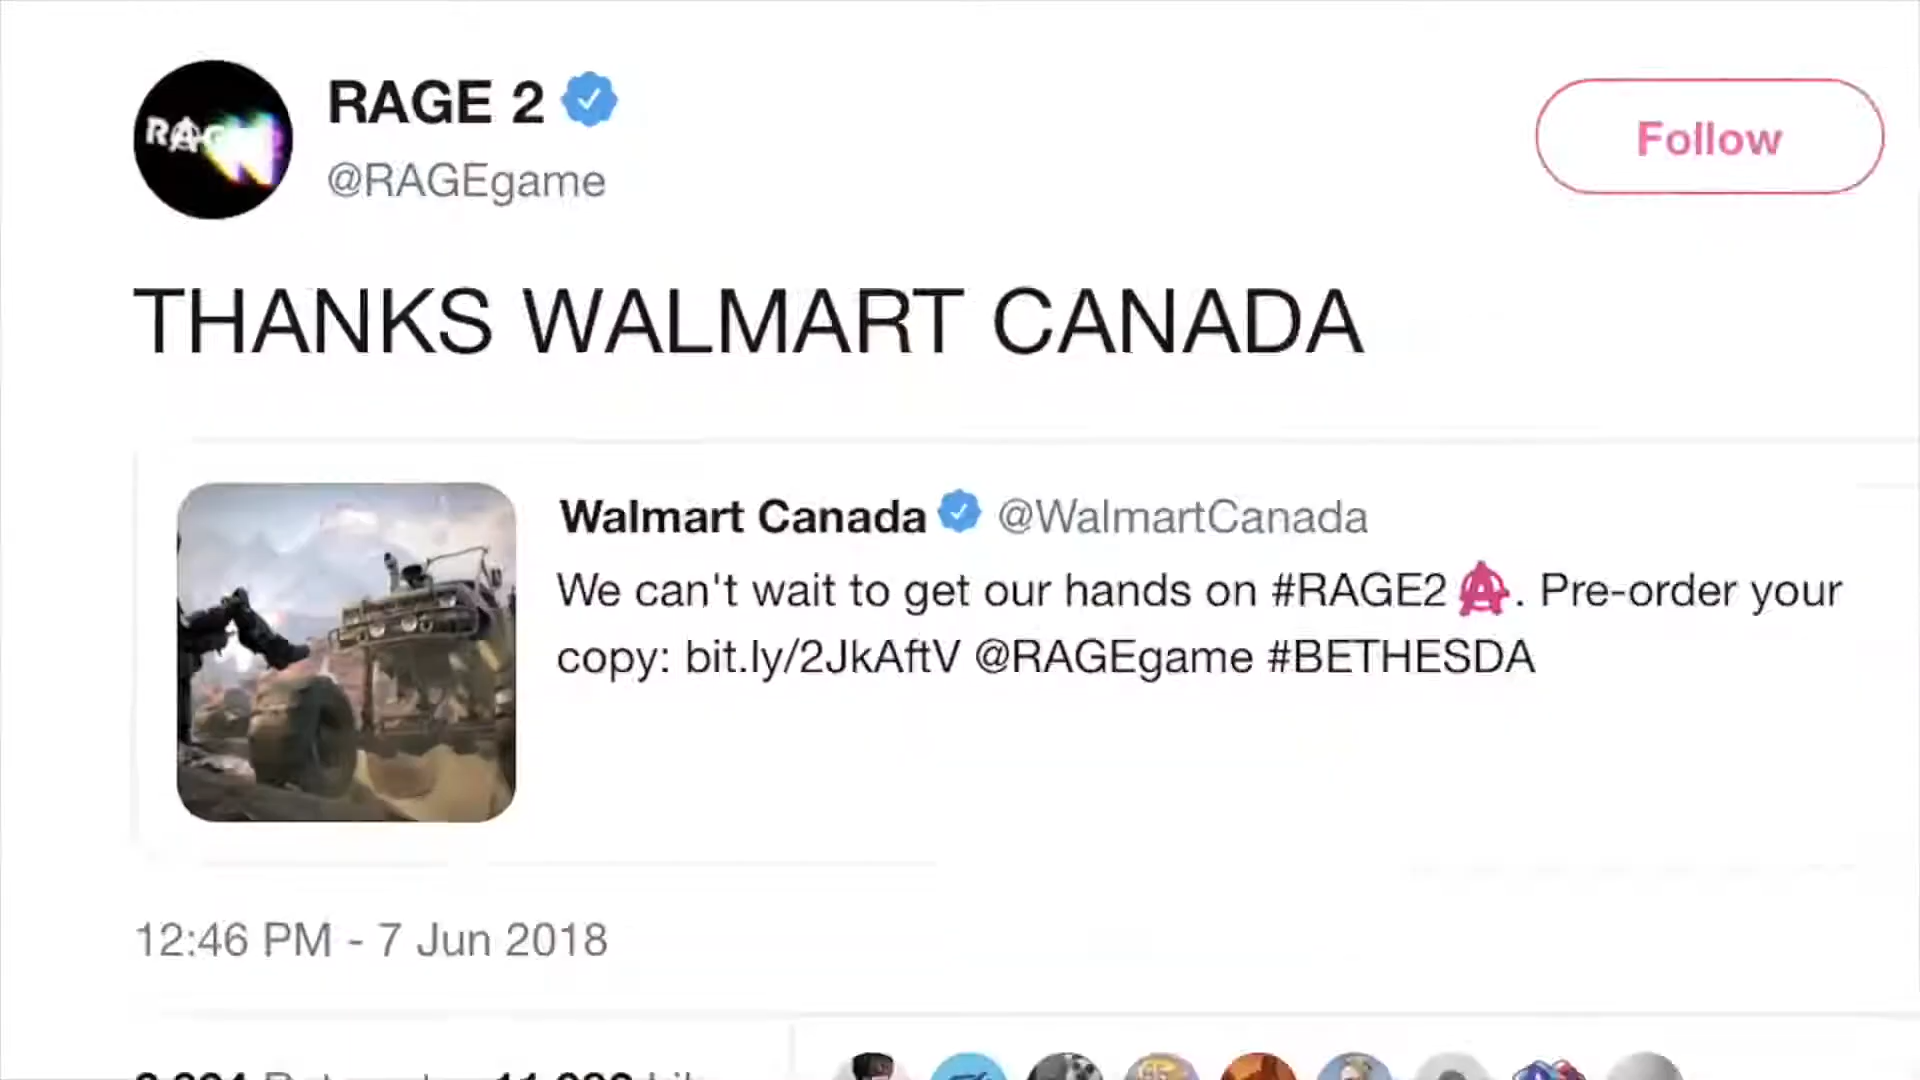 RAGE 2
@RAGEgame
Follow
THANKS WALMART CANADA
Walmart Canada @WalmartCanada
We can't wait to get our hands on #RAGE2. Pre-order your
copy: bit.ly/2JkAftV @RAGEgame #BETHESDA
12:46 PM - 7 Jun 2018